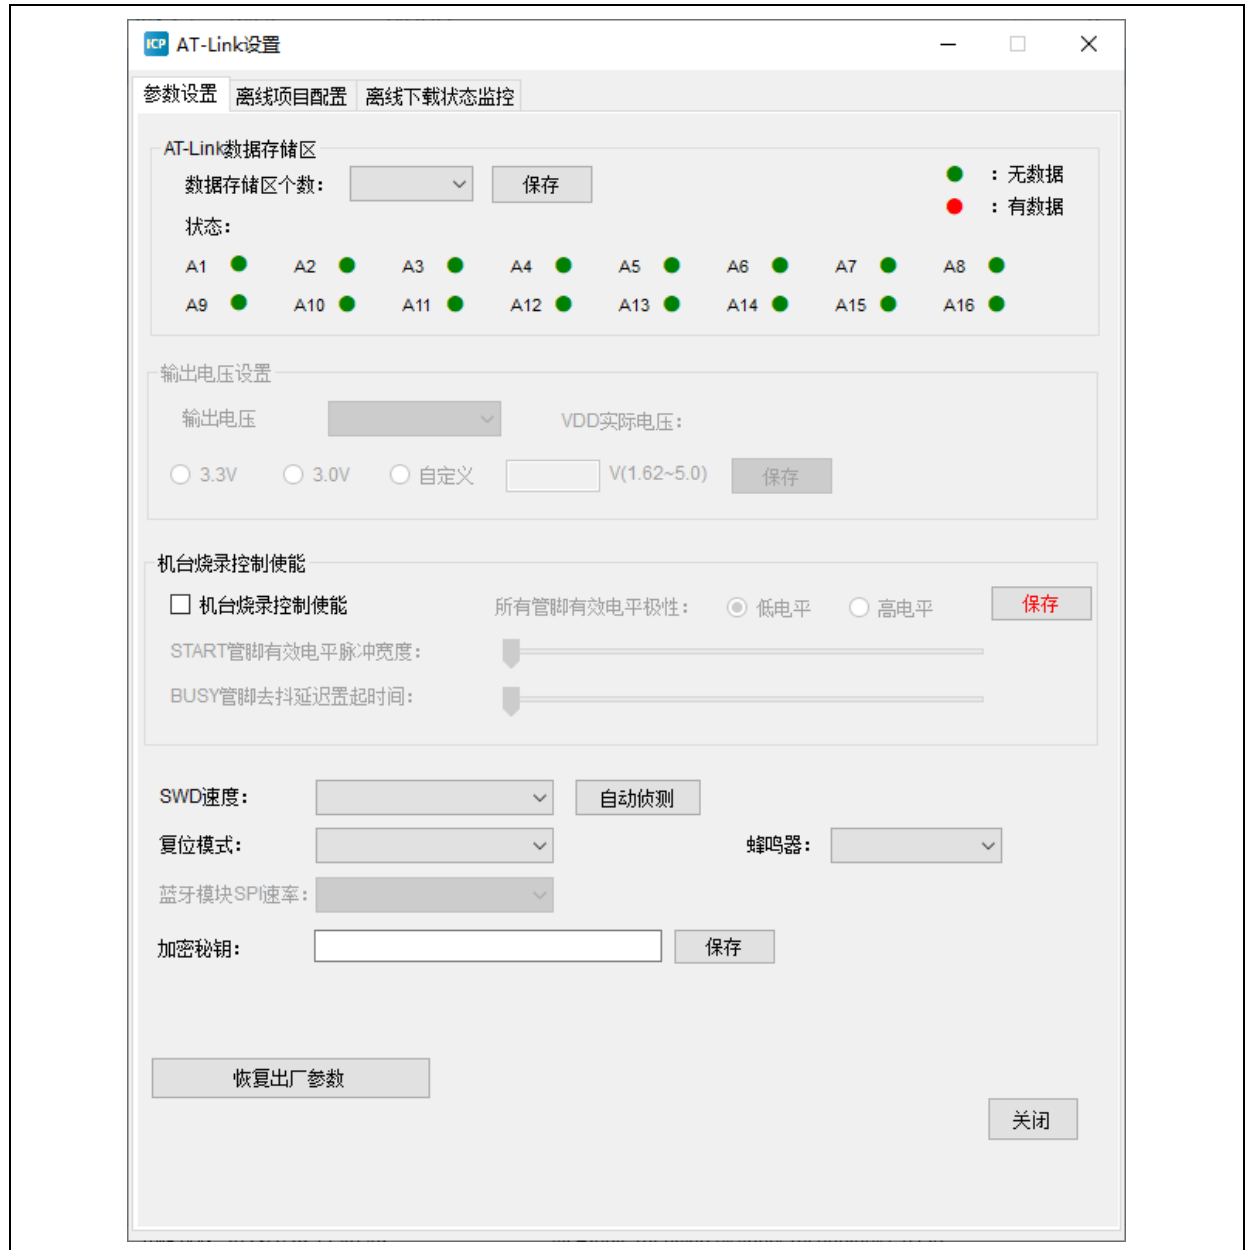 ICP AT-Link设置
参数设置 离线项目配置 离线下载状态监控
AT-Link数据存储区
数据存储区个数: 保存 : 无数据
: 有数据
状态:
A1 A2 A3 A4 A5 A6 A7 A8
A9 A10 A11 A12 A13 A14 A15 A16
输出电压设置
输出电压 VDD实际电压:
3.3V 3.0V 自定义 V(1.62~5.0) 保存
机台烧录控制使能
机台烧录控制使能 所有管脚有效电平极性: 低电平 高电平 保存
START管脚有效电平脉冲宽度:
BUSY管脚去抖延迟置起时间:
SWD速度: 自动侦测
复位模式: 蜂鸣器:
蓝牙模块SPI速率:
加密秘钥: 保存
恢复出厂参数
关闭